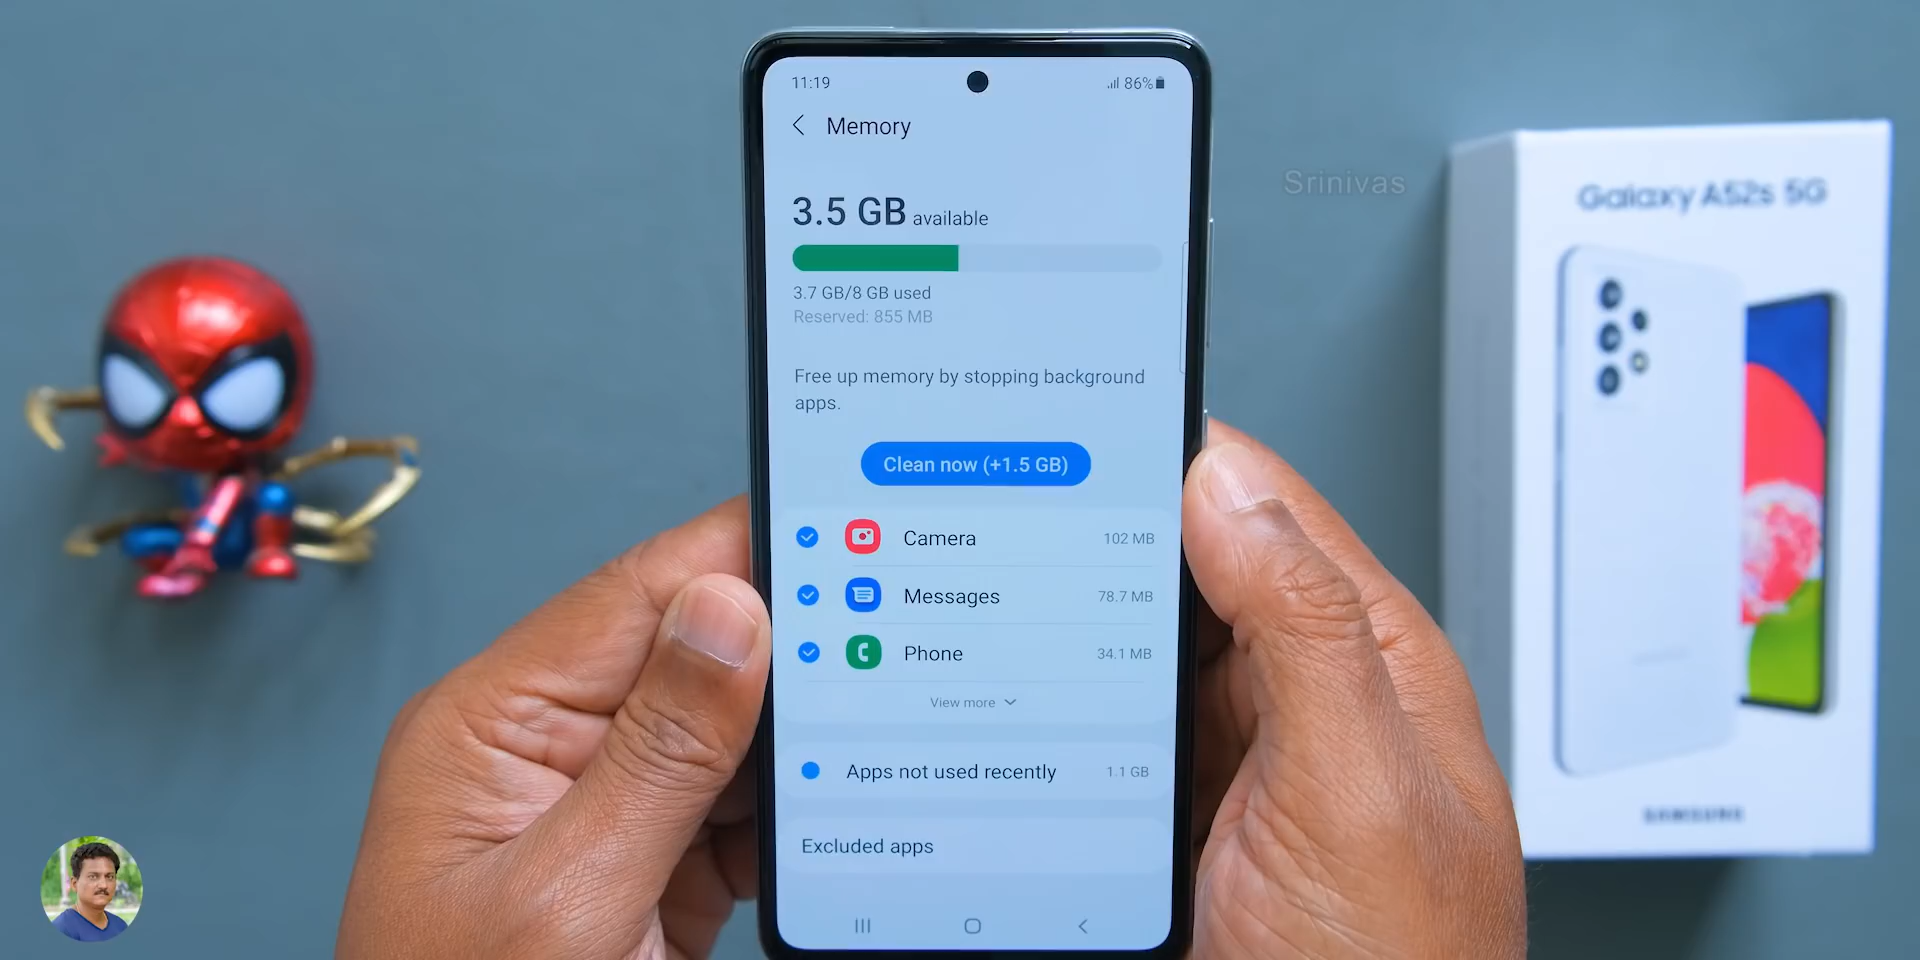 11:19
86%
Memory
3.5 GB available
3.7 GB/8 GB used
Reserved: 855 MB
Free up memory by stopping background
apps.
Clean now (+1.5 GB)
Camera 102 MB
Messages 78.7 MB
Phone 34.1 MB
View more
Apps not used recently 1.1 GB
Excluded apps
Srinivas
Galaxy A52s 5G
SAMSUNG